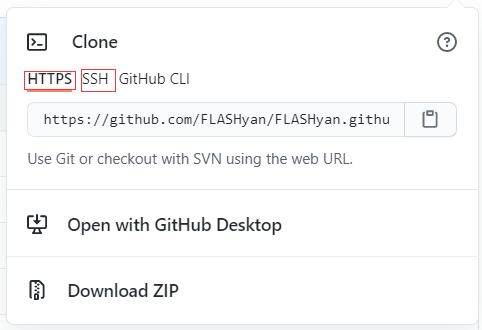 Clone
HTTPS SSH GitHub CLI
https://github.com/FLASHyan/FLASHyan.githu
Use Git or checkout with SVN using the web URL.
Open with GitHub Desktop
Download ZIP